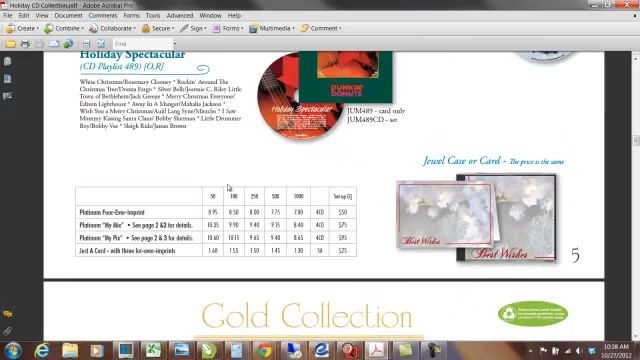 Holiday CD Collection.pdf - Adobe Acrobat Pro
File Edit View Document Comments Forms Tools Advanced Window Help
Create Combine Collaborate Secure Sign Forms Multimedia Comment
Find
Holiday Spectacular
(CD Playlist 489) [O,R]
White Christmas/Rosemary Clooney • Rockin' Around The
Christmas Tree/Donna Fargo • Silver Bells/Jeannie C. Riley Little
Town of Bethlehem/Jack Greene • Merry Christmas Everyone/
Edison Lighthouse • Away In A Manger/Mahalia Jackson •
Wish You a Merry Christmas/Auld Lang Syne/Miracles • I Saw
Mommy Kissing Santa Claus/ Bobby Sherman • Little Drummer
Boy/Bobby Vee • Sleigh Ride/James Brown
DUNKIN'
DONUTS
Holiday Spectacular
JUM489 - card only
JUM489CD - set
Jewel Case or Card - The price is the same
50 100 250 500 1000 Set up G
Platinum Four-Ever-Imprint 8.95 8.50 8.00 7.75 7.00 4CD $50
Platinum "My Mix" • See page 2 &3 for details. 10.35 9.90 9.40 9.15 8.40 4CD $75
Platinum "My Pix" • See page 2 & 3 for details. 10.60 10.15 9.65 9.40 8.65 4CD $95
Just A Card - with three for-ever-imprints 1.60 1.55 1.50 1.45 1.30 5A $25
Best Wishes
Best Wishes
5
Gold Collection
10:38 AM
10/27/2012